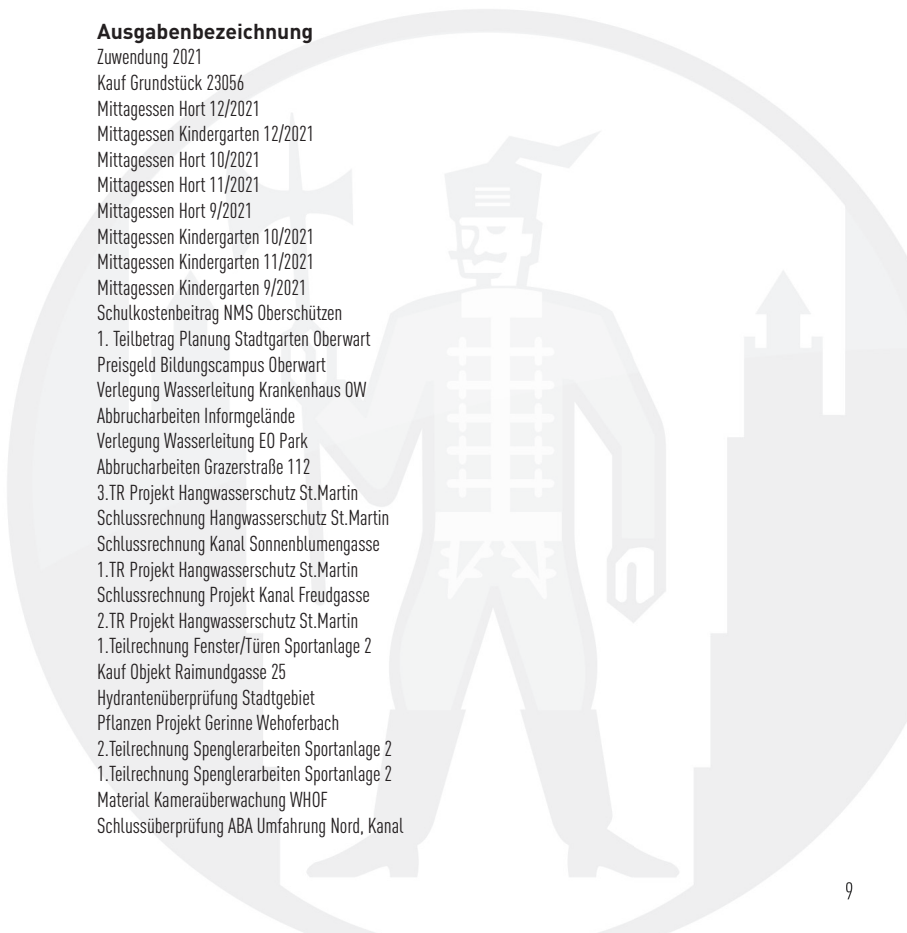 Ausgabenbezeichnung
Zuwendung 2021
Kauf Grundstück 23056
Mittagessen Hort 12/2021
Mittagessen Kindergarten 12/2021
Mittagessen Hort 10/2021
Mittagessen Hort 11/2021
Mittagessen Hort 9/2021
Mittagessen Kindergarten 10/2021
Mittagessen Kindergarten 11/2021
Mittagessen Kindergarten 9/2021
Schulkostenbeitrag NMS Oberschützen
1. Teilbetrag Planung Stadtgarten Oberwart
Preisgeld Bildungscampus Oberwart
Verlegung Wasserleitung Krankenhaus OW
Abbrucharbeiten Informgelände
Verlegung Wasserleitung EO Park
Abbrucharbeiten Grazerstraße 112
3.TR Projekt Hangwasserschutz St.Martin
Schlussrechnung Hangwasserschutz St.Martin
Schlussrechnung Kanal Sonnenblumengasse
1.TR Projekt Hangwasserschutz St.Martin
Schlussrechnung Projekt Kanal Freudgasse
2.TR Projekt Hangwasserschutz St.Martin
1.Teilrechnung Fenster/Türen Sportanlage 2
Kauf Objekt Raimundgasse 25
Hydrantenüberprüfung Stadtgebiet
Pflanzen Projekt Gerinne Wehoferbach
2.Teilrechnung Spenglerarbeiten Sportanlage 2
1.Teilrechnung Spenglerarbeiten Sportanlage 2
Material Kameraüberwachung WHOF
Schlussüberprüfung ABA Umfahrung Nord, Kanal
9